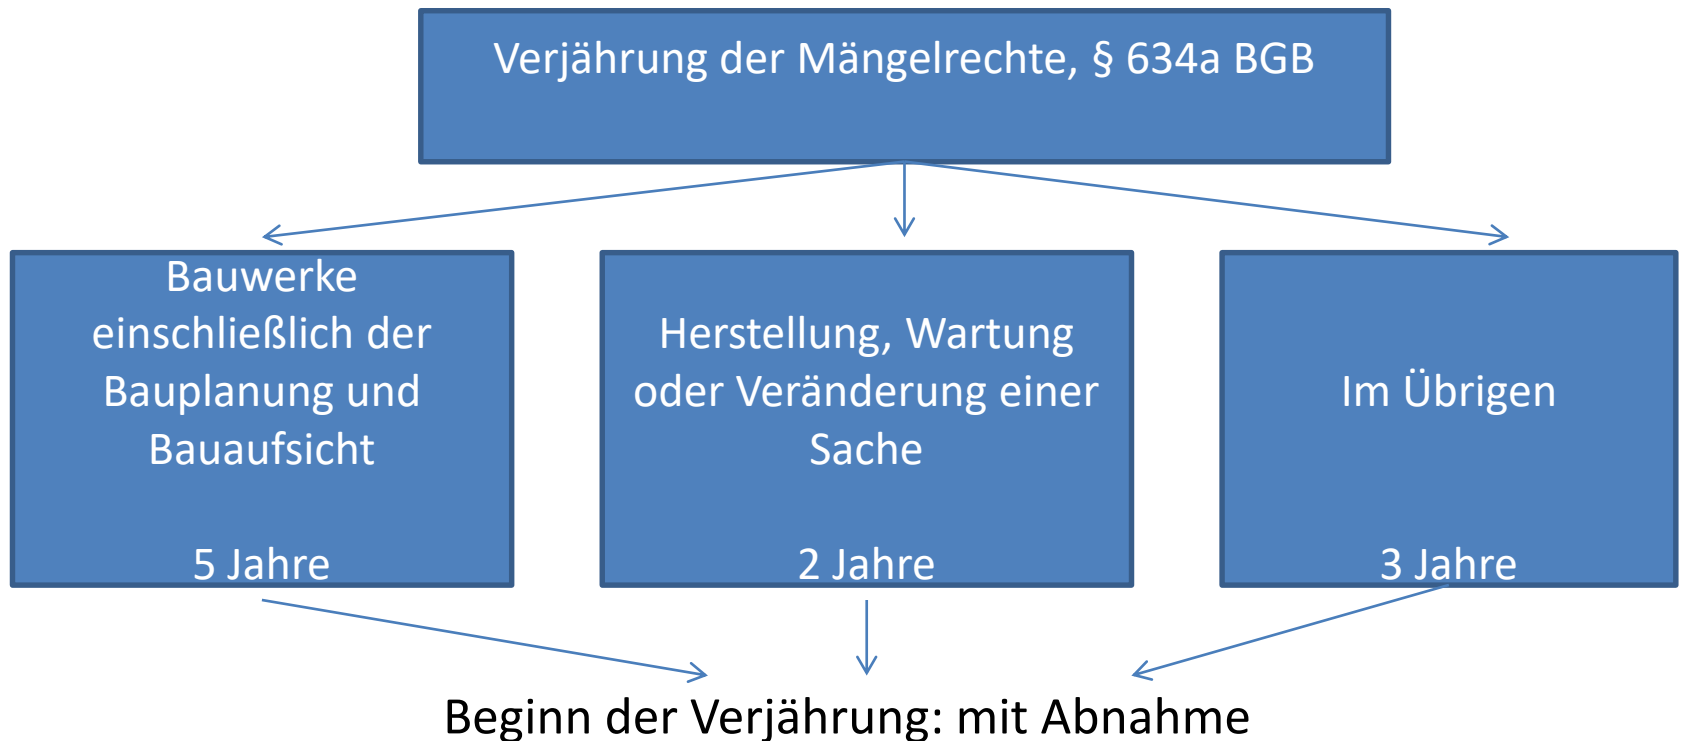 Verjährung der Mängelrechte, § 634a BGB
Bauwerke
einschließlich der
Bauplanung und
Bauaufsicht
5 Jahre
Herstellung, Wartung
oder Veränderung einer
Sache
2 Jahre
Im Übrigen
3 Jahre
Beginn der Verjährung: mit Abnahme